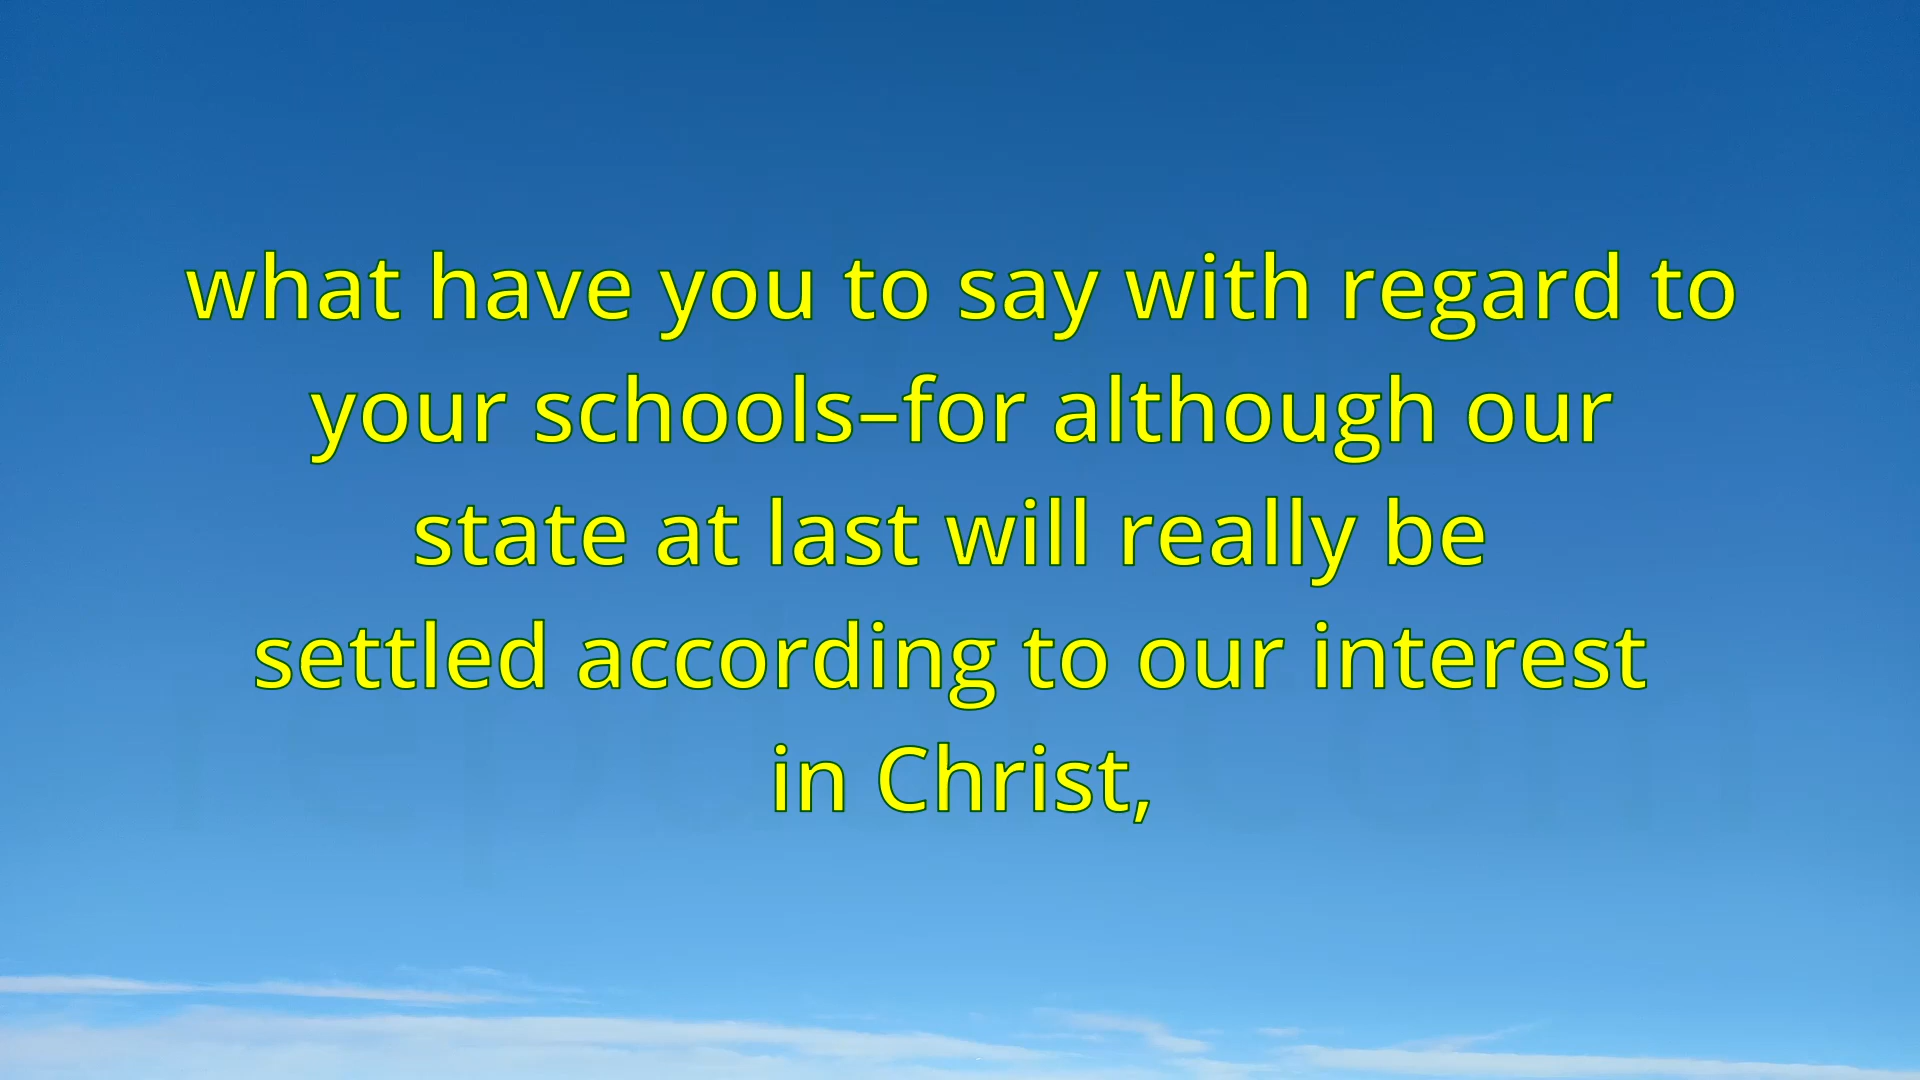 what have you to say with regard to
your schools–for although our
state at last will really be
settled according to our interest
in Christ,